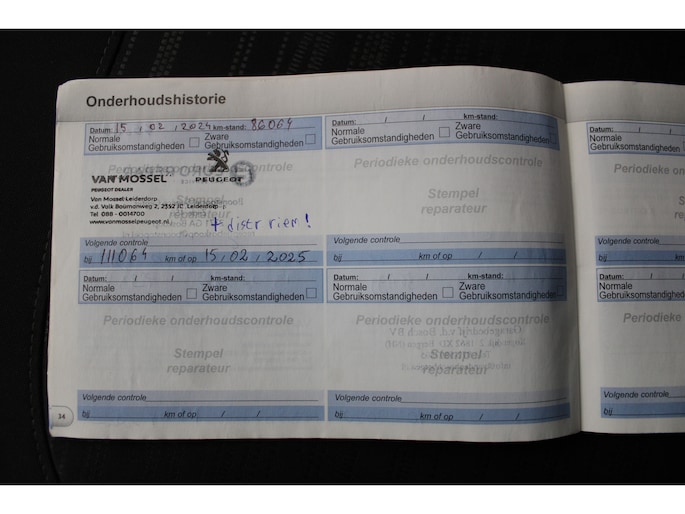 Onderhoudshistorie
Datum: 15 / 02 / 2024 km-stand: 86064
Normale Gebruiksomstandigheden
Zware Gebruiksomstandigheden
Periodieke onderhoudscontrole
VAN MOSSEL
PEUGEOT DEALER
PEUGEOT
Van Mossel Leiderdorp
v.d. Valk Boumanweg 2, 2352 JC Leiderdorp
Tel 088 - 0014700
www.vanmosselpeugeot.nl
Stempel
reparateur
+ distr riem!
Volgende controle
bij 111064 km of op 15 / 02 / 2025
Datum: / / km-stand:
Normale Gebruiksomstandigheden
Zware Gebruiksomstandigheden
Periodieke onderhoudscontrole
Stempel
reparateur
Volgende controle
bij km of op / /
Datum: / / km-stand:
Normale Gebruiksomstandigheden
Zware Gebruiksomstandigheden
Periodieke onderhoudscontrole
Stempel
reparateur
Volgende controle
bij km of op / /
Datum: / / km-stand:
Normale Gebruiksomstandigheden
Zware Gebruiksomstandigheden
Periodieke onderhoudscontrole
Stempel
reparateur
Volgende controle
bij km of op / /
34